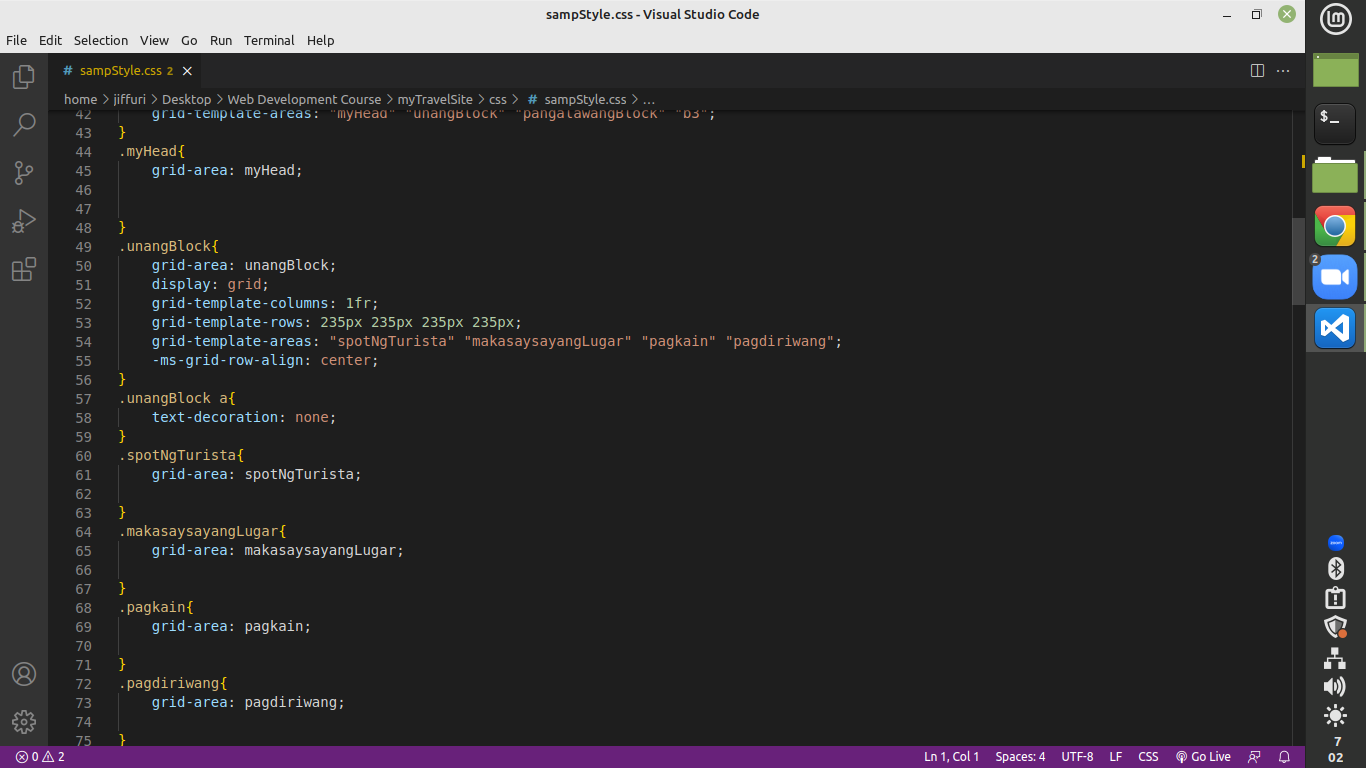 sampStyle.css - Visual Studio Code
File Edit Selection View Go Run Terminal Help
# sampStyle.css 2
home > jiffuri > Desktop > Web Development Course > myTravelSite > css > # sampStyle.css > ...
42 grid-template-areas: "myHead" "unangBlock" "pangalawangBlock" "b3";
43 }
44 .myHead{
45 grid-area: myHead;
46
47
48 }
49 .unangBlock{
50 grid-area: unangBlock;
51 display: grid;
52 grid-template-columns: 1fr;
53 grid-template-rows: 235px 235px 235px 235px;
54 grid-template-areas: "spotNgTurista" "makasaysayangLugar" "pagkain" "pagdiriwang";
55 -ms-grid-row-align: center;
56 }
57 .unangBlock a{
58 text-decoration: none;
59 }
60 .spotNgTurista{
61 grid-area: spotNgTurista;
62
63 }
64 .makasaysayangLugar{
65 grid-area: makasaysayangLugar;
66
67 }
68 .pagkain{
69 grid-area: pagkain;
70
71 }
72 .pagdiriwang{
73 grid-area: pagdiriwang;
74
75 }
0 2
Ln 1, Col 1 Spaces: 4 UTF-8 LF CSS Go Live
$_
2
7
02